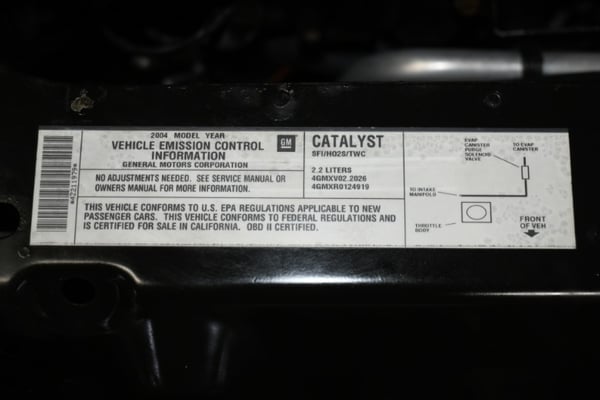 2004 MODEL YEAR
VEHICLE EMISSION CONTROL
INFORMATION
GENERAL MOTORS CORPORATION
GM
NO ADJUSTMENTS NEEDED. SEE SERVICE MANUAL OR
OWNERS MANUAL FOR MORE INFORMATION.
THIS VEHICLE CONFORMS TO U.S. EPA REGULATIONS APPLICABLE TO NEW
PASSENGER CARS. THIS VEHICLE CONFORMS TO FEDERAL REGULATIONS AND
IS CERTIFIED FOR SALE IN CALIFORNIA. OBD II CERTIFIED.
CATALYST
SFI/HO2S/TWC
2.2 LITERS
4GMXV02.2026
4GMXR0124919
EVAP
CANISTER
PURGE
SOLENOID
VALVE
TO EVAP
CANISTER
TO INTAKE
MANIFOLD
THROTTLE
BODY
FRONT
OF VEH